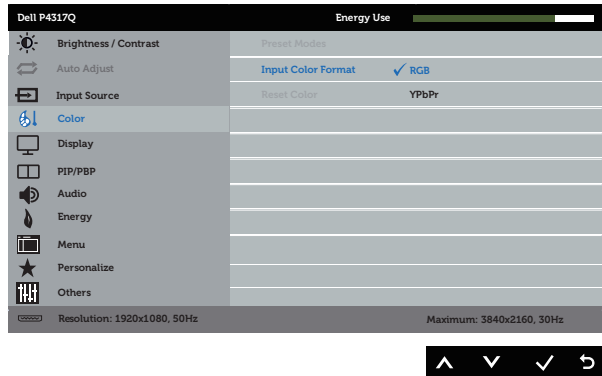 Dell P4317Q Energy Use
Brightness / Contrast Preset Modes
Auto Adjust Input Color Format RGB
Input Source Reset Color YPbPr
Color
Display
PIP/PBP
Audio
Energy
Menu
Personalize
Others
Resolution: 1920x1080, 50Hz Maximum: 3840x2160, 30Hz